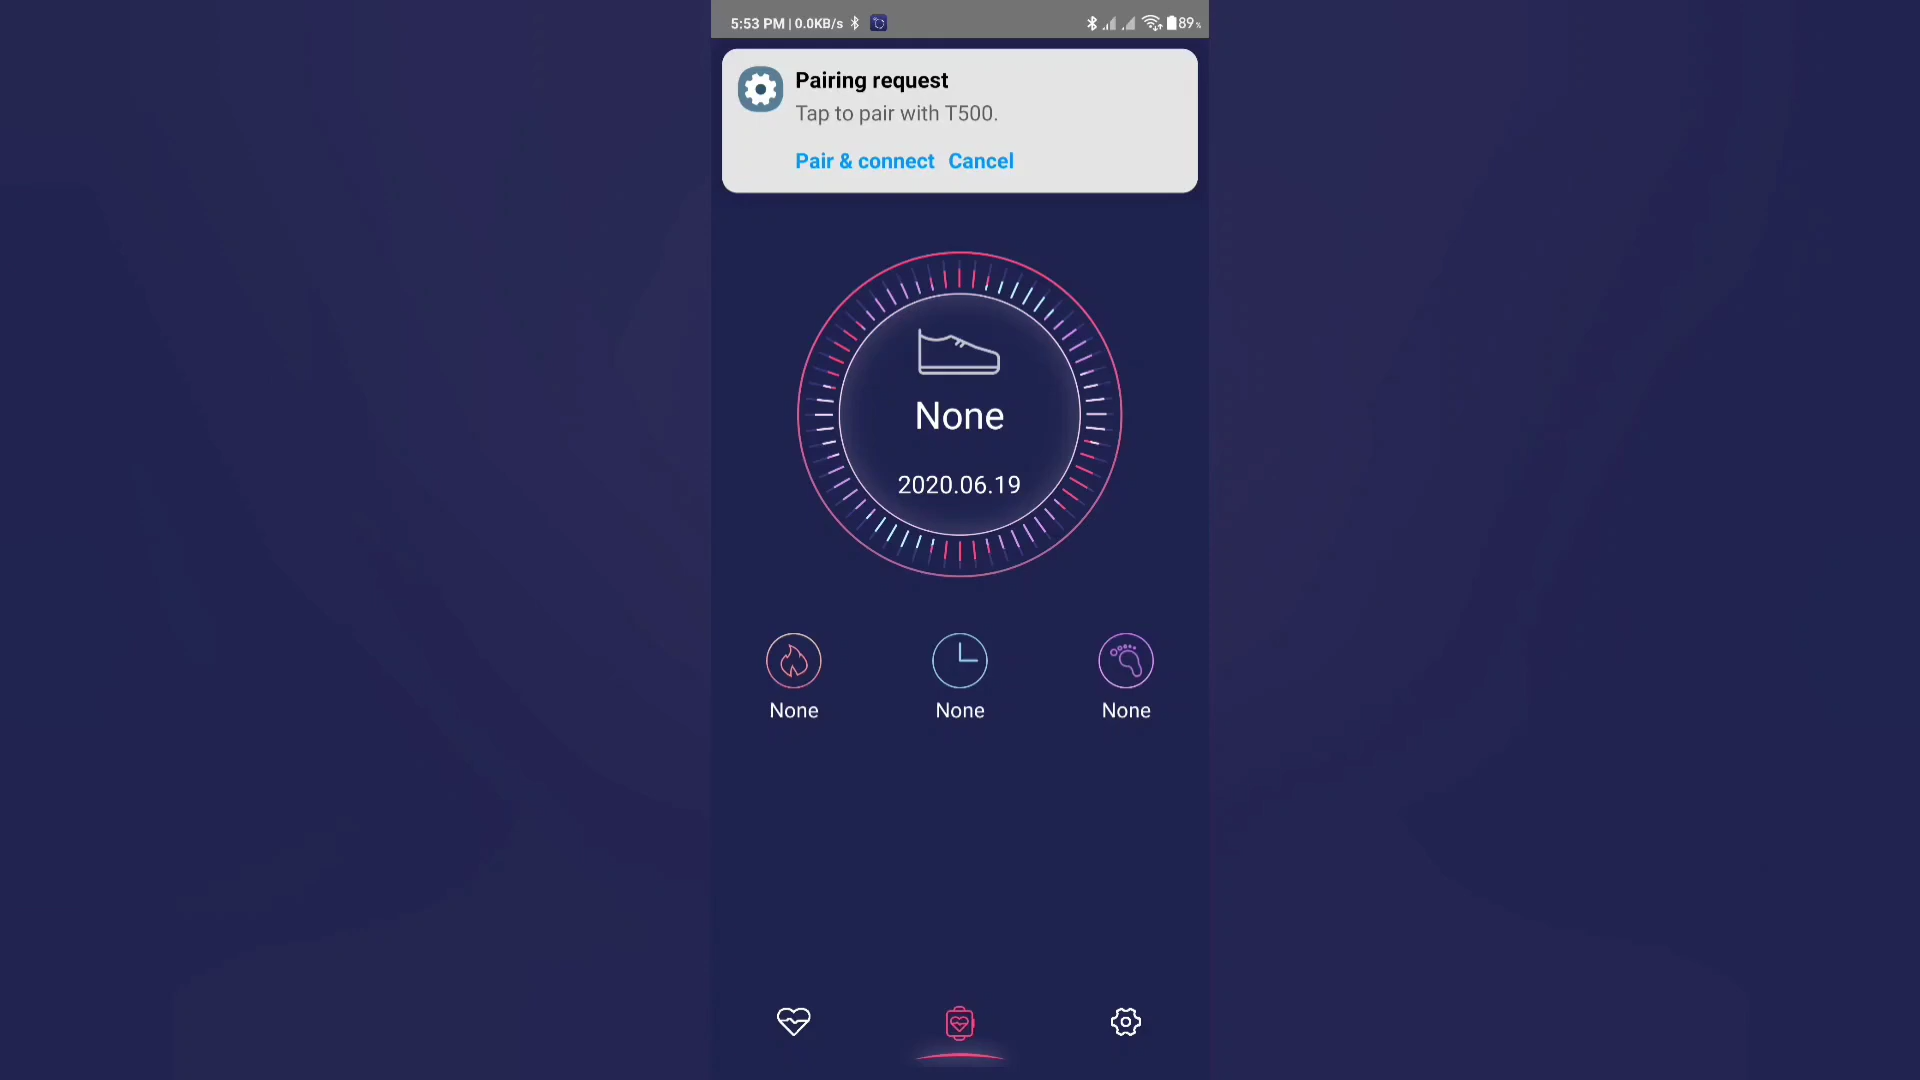 5:53 PM | 0.0KB/s
89%
Pairing request
Tap to pair with T500.
Pair & connect Cancel
None
2020.06.19
None None None